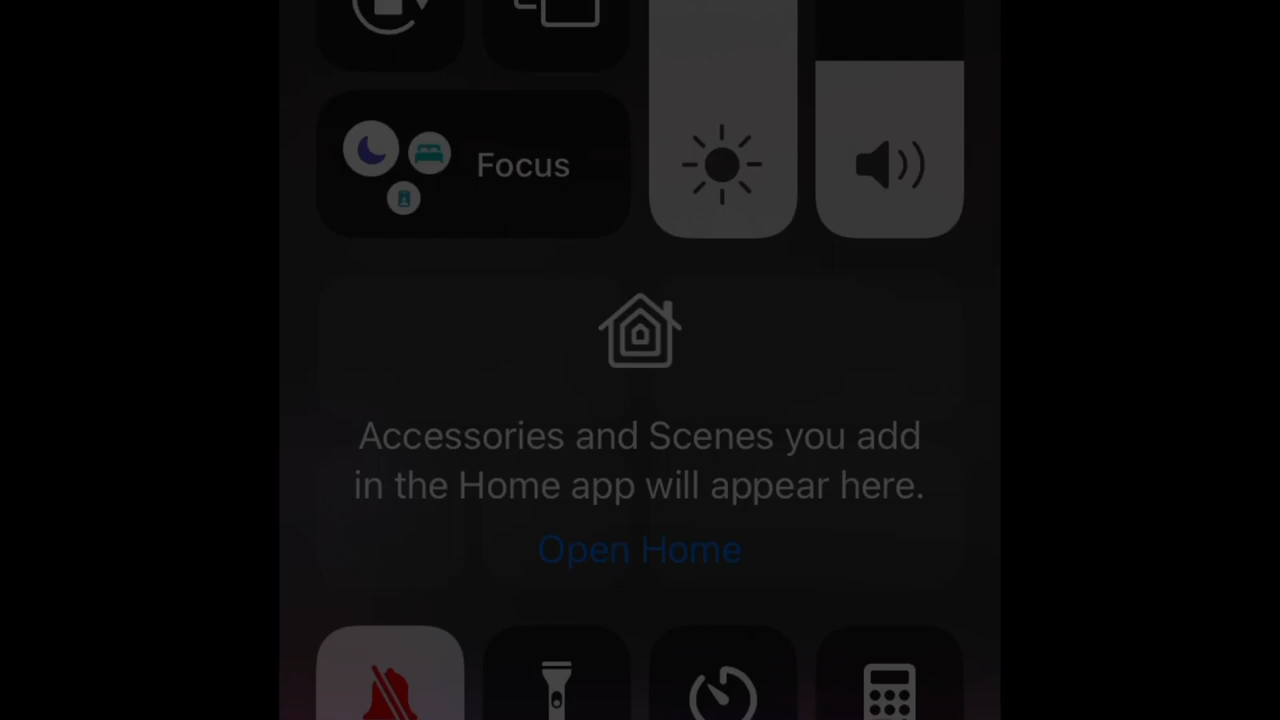 Focus
Accessories and Scenes you add
in the Home app will appear here.
Open Home